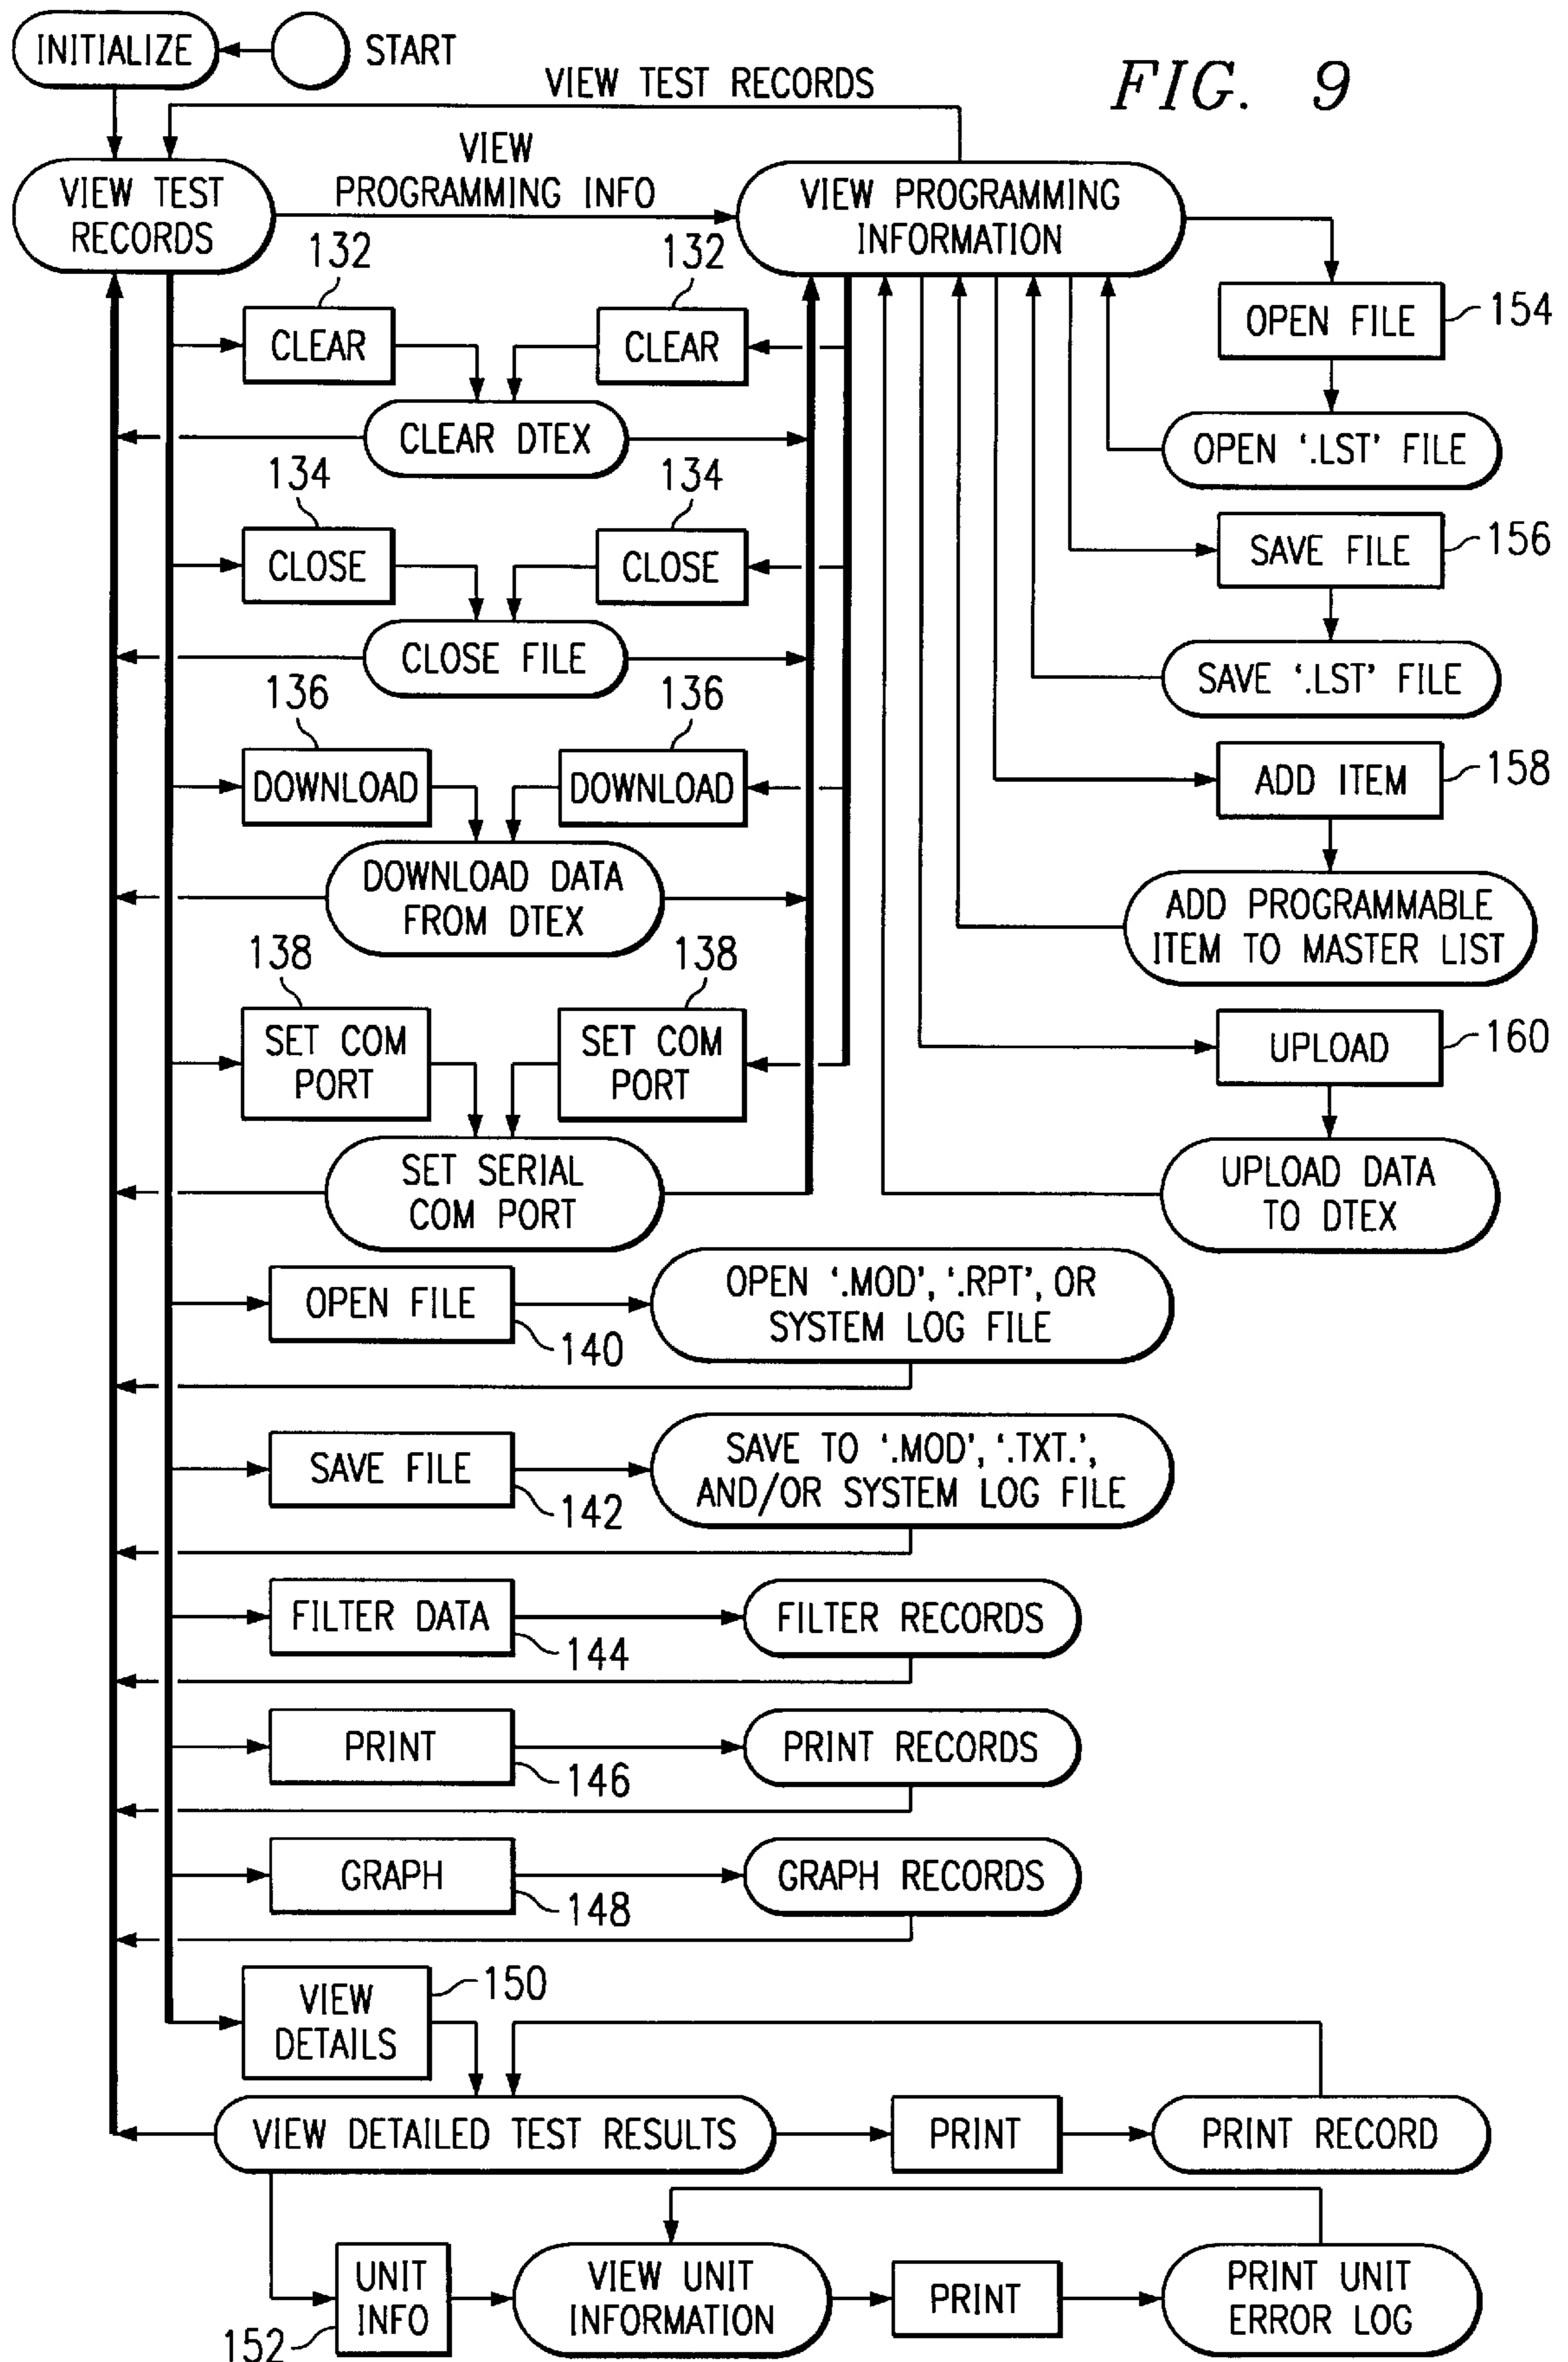 INITIALIZE
START
FIG. 9
VIEW TEST RECORDS
VIEW
PROGRAMMING INFO
VIEW TEST
RECORDS
VIEW PROGRAMMING
INFORMATION
132
132
CLEAR
CLEAR
OPEN FILE
154
CLEAR DTEX
OPEN ‘.LST’ FILE
134
134
CLOSE
CLOSE
SAVE FILE
156
CLOSE FILE
SAVE ‘.LST’ FILE
136
136
DOWNLOAD
DOWNLOAD
ADD ITEM
158
DOWNLOAD DATA
FROM DTEX
ADD PROGRAMMABLE
ITEM TO MASTER LIST
138
138
SET COM
PORT
SET COM
PORT
UPLOAD
160
SET SERIAL
COM PORT
UPLOAD DATA
TO DTEX
OPEN FILE
140
OPEN ‘.MOD’, ‘.RPT’, OR
SYSTEM LOG FILE
SAVE FILE
142
SAVE TO ‘.MOD’, ‘.TXT.’,
AND/OR SYSTEM LOG FILE
FILTER DATA
144
FILTER RECORDS
PRINT
146
PRINT RECORDS
GRAPH
148
GRAPH RECORDS
VIEW
DETAILS
150
VIEW DETAILED TEST RESULTS
PRINT
PRINT RECORD
UNIT
INFO
152
VIEW UNIT
INFORMATION
PRINT
PRINT UNIT
ERROR LOG